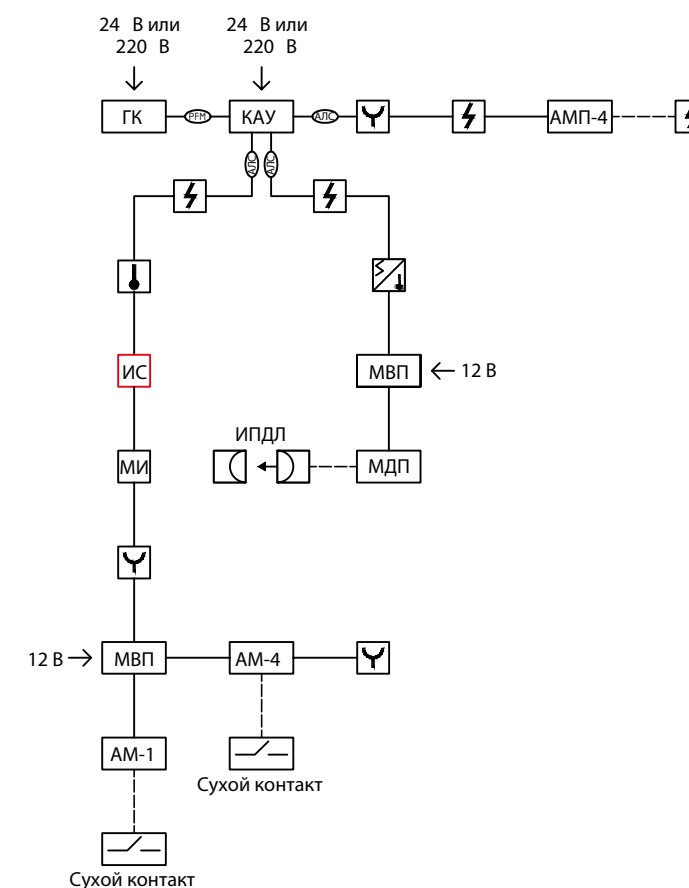 24 В или
220 В
24 В или
220 В
ГК
PFM
КАУ
АЛС
АМП-4
АЛС
АЛС
ИС
МВП
12 В
ИПДЛ
МИ
МДП
12 В
МВП
АМ-4
АМ-1
Сухой контакт
Сухой контакт